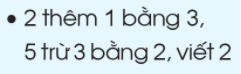 • 2 thêm 1 bằng 3,
5 trừ 3 bằng 2, viết 2